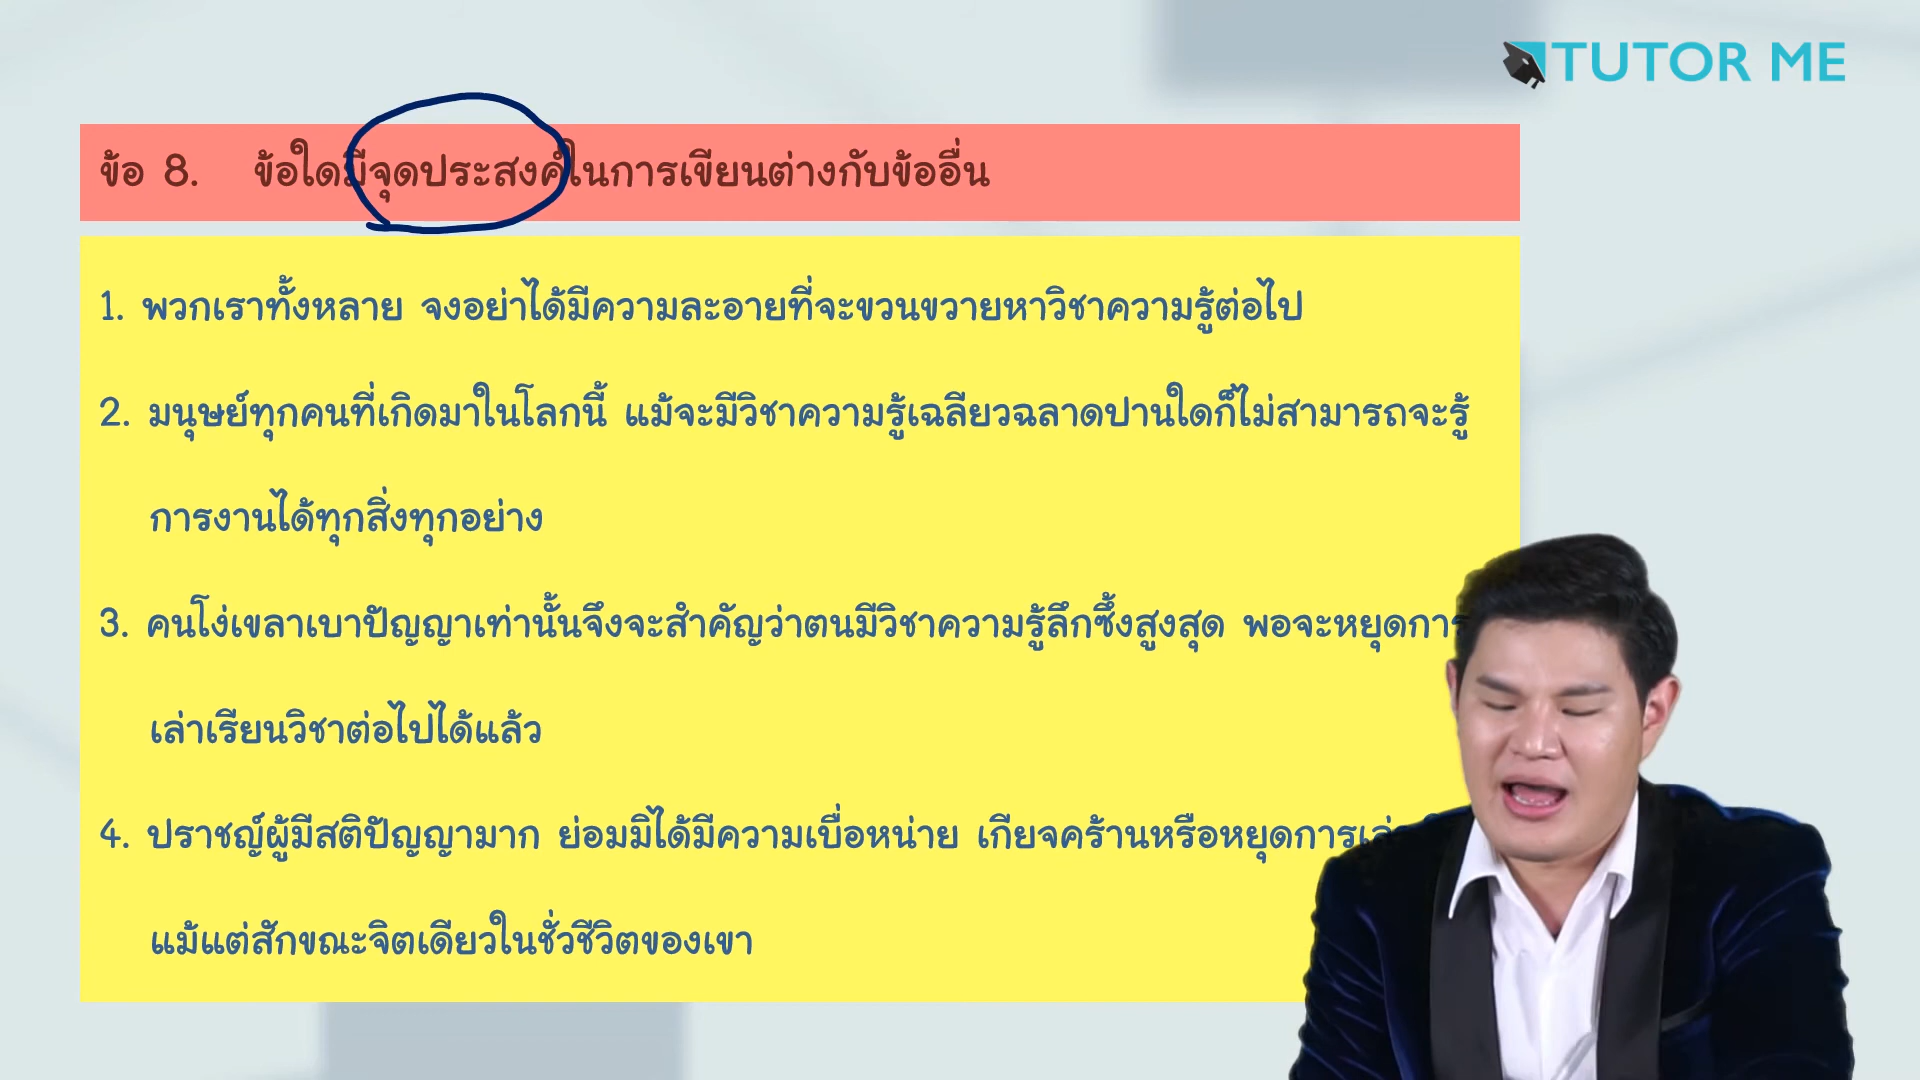 TUTOR ME
ข้อ 8. ข้อใดมีจุดประสงค์ในการเขียนต่างกับข้ออื่น
1. พวกเราทั้งหลาย จงอย่าได้มีความละอายที่จะขวนขวายหาวิชาความรู้ต่อไป
2. มนุษย์ทุกคนที่เกิดมาในโลกนี้ แม้จะมีวิชาความรู้เฉลียวฉลาดปานใดก็ไม่สามารถจะรู้
การงานได้ทุกสิ่งทุกอย่าง
3. คนโง่เขลาเบาปัญญาเท่านั้นจึงจะสำคัญว่าตนมีวิชาความรู้ลึกซึ้งสูงสุด พอจะหยุดการ
เล่าเรียนวิชาต่อไปได้แล้ว
4. ปราชญ์ผู้มีสติปัญญามาก ย่อมมิได้มีความเบื่อหน่าย เกียจคร้านหรือหยุดการ
แม้แต่สักขณะจิตเดียวในชั่วชีวิตของเขา